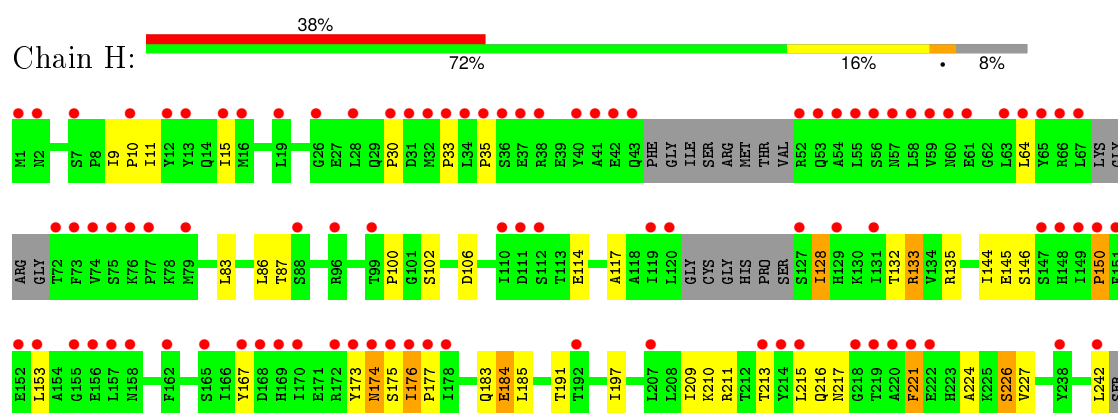 38%
Chain H:
72% 16% • 8%
M1 N2 S7 P8 I9 P10 I11 Y12 Y13 Q14 I15 M16 L19 G26 E27 L28 Q29 P30 D31 M32 P33 L34 P35 S36 E37 R38 E39 Y40 A41 E42 Q43 PHE GLY ILE SER ARG MET THR VAL R52 Q53 A54 L55 S56 N57 L58 V59 N60 E61 G62 L63 L64 Y65 R66 L67 LYS GLY
ARG GLY T72 F73 V74 S75 K76 P77 K78 M79 L83 L86 T87 S88 R96 T99 P100 G101 S102 D106 I110 D111 S112 T113 E114 A117 A118 I119 L120 GLY CYS GLY HIS PRO SER S127 I128 H129 K130 I131 T132 R133 V134 R135 I144 E145 S146 S147 H148 I149 P150 E151
E152 L153 A154 G155 E156 L157 N158 F162 S165 I166 Y167 D168 H169 I170 E171 R172 Y173 N174 S175 I176 P177 I178 Q183 E184 L185 T191 T192 I197 L207 L208 I209 K210 R211 T212 T213 Y214 L215 Q216 N217 G218 T219 A220 F221 E222 H223 A224 K225 S226 V227 Y238 L242